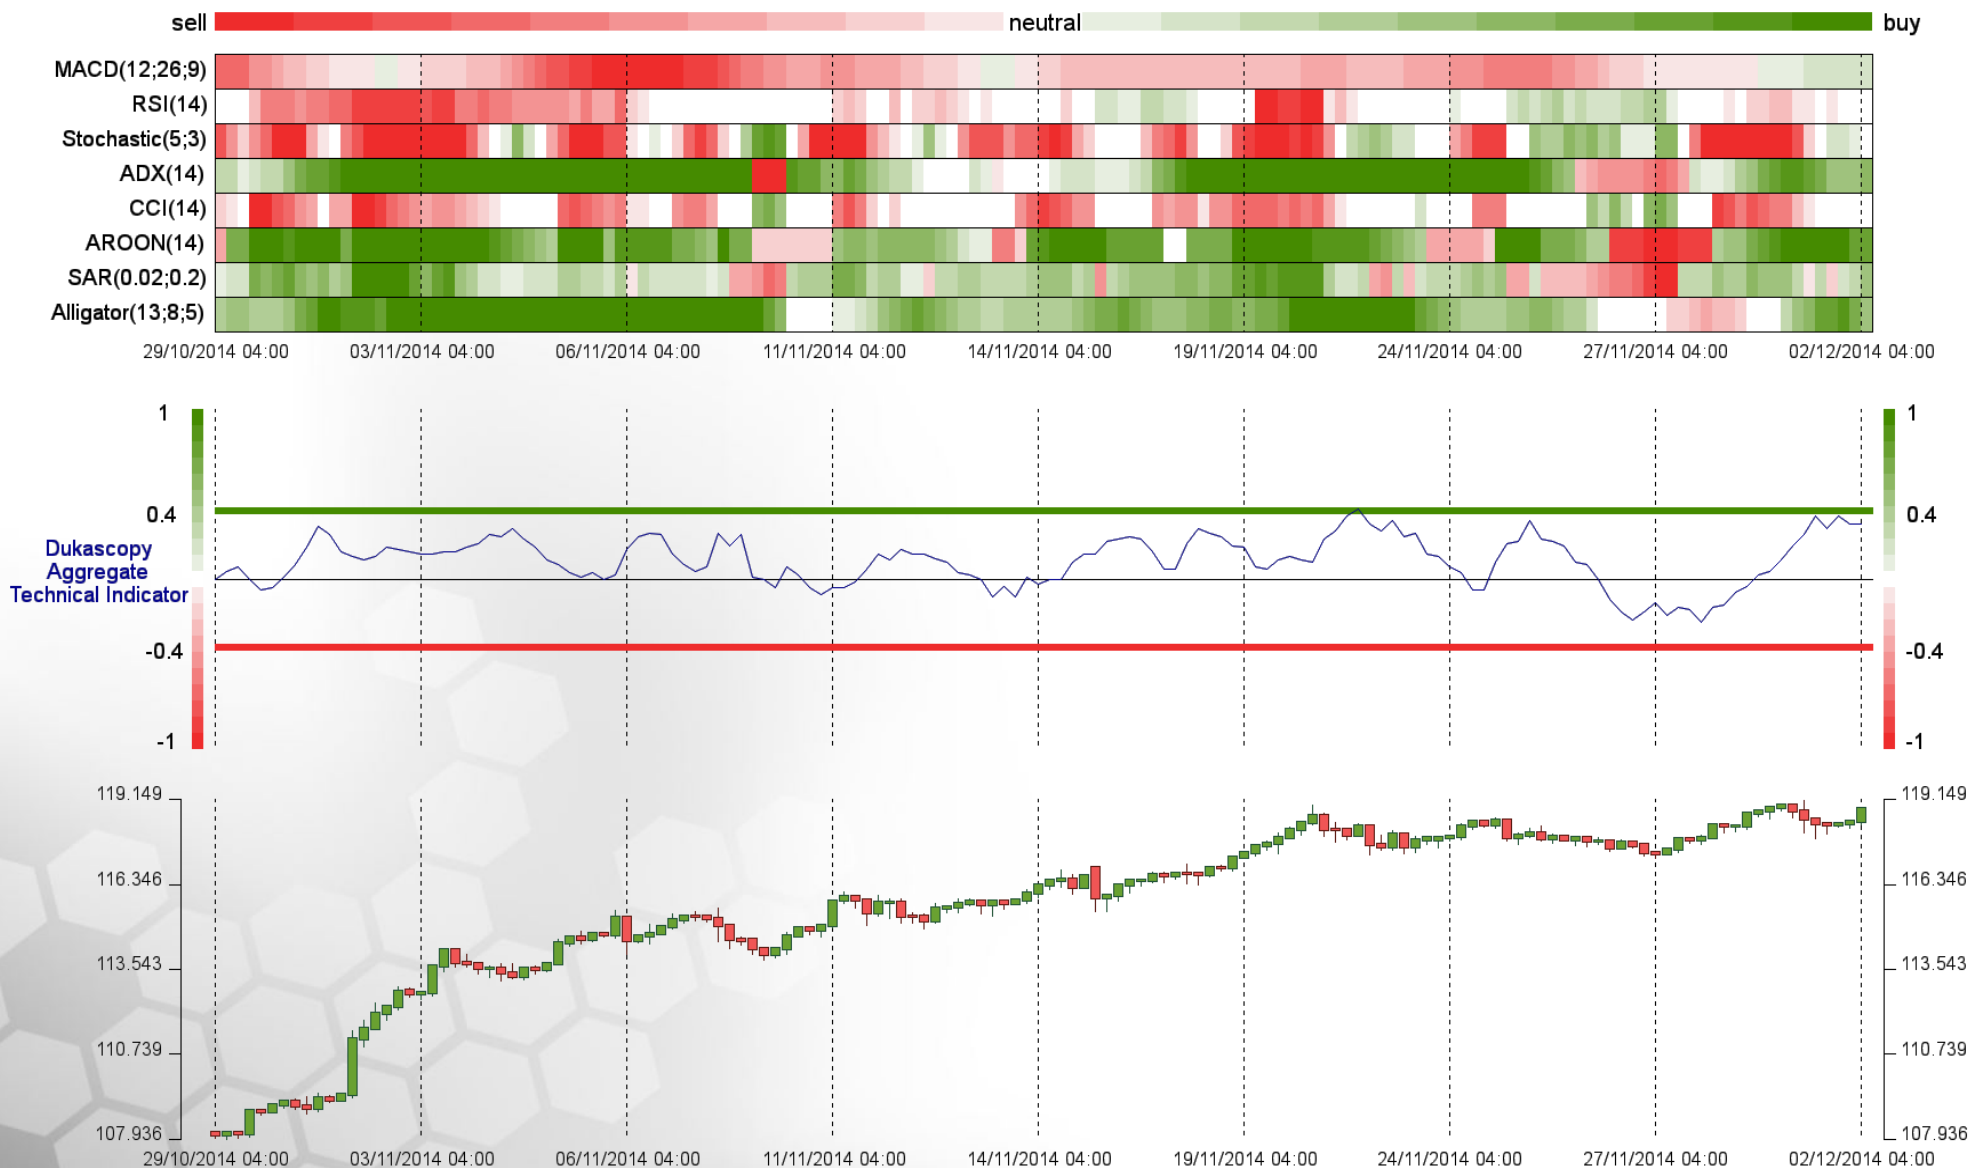 sell neutral buy
MACD(12;26;9)
RSI(14)
Stochastic(5;3)
ADX(14)
CCI(14)
AROON(14)
SAR(0.02;0.2)
Alligator(13;8;5)
29/10/2014 04:00 03/11/2014 04:00 06/11/2014 04:00 11/11/2014 04:00 14/11/2014 04:00 19/11/2014 04:00 24/11/2014 04:00 27/11/2014 04:00 02/12/2014 04:00
1 1
0.4 0.4
Dukascopy
Aggregate
Technical Indicator
-0.4 -0.4
-1 -1
119.149 119.149
116.346 116.346
113.543 113.543
110.739 110.739
107.936 107.936
29/10/2014 04:00 03/11/2014 04:00 06/11/2014 04:00 11/11/2014 04:00 14/11/2014 04:00 19/11/2014 04:00 24/11/2014 04:00 27/11/2014 04:00 02/12/2014 04:00